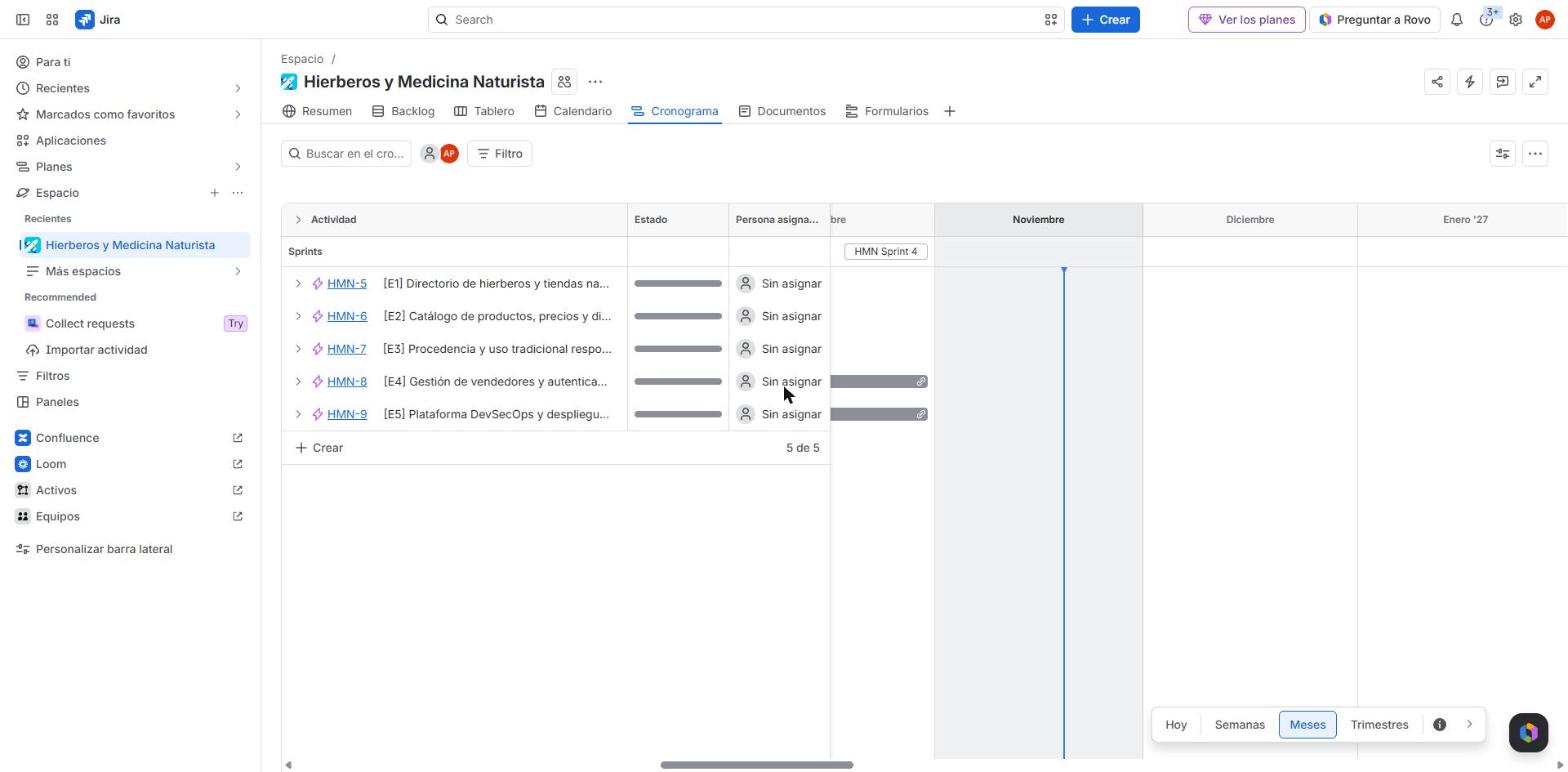 Jira
Search
Crear
Ver los planes
Preguntar a Rovo
3+
AP
Para ti
Recientes
Marcados como favoritos
Aplicaciones
Planes
Espacio
Recientes
Hierberos y Medicina Naturista
Más espacios
Recommended
Collect requests
Try
Importar actividad
Filtros
Paneles
Confluence
Loom
Activos
Equipos
Personalizar barra lateral
Espacio /
Hierberos y Medicina Naturista
Resumen
Backlog
Tablero
Calendario
Cronograma
Documentos
Formularios
Buscar en el cro...
AP
Filtro
Actividad Estado Persona asigna... bre Noviembre Diciembre Enero '27
Sprints HMN Sprint 4
HMN-5 [E1] Directorio de hierberos y tiendas na... Sin asignar
HMN-6 [E2] Catálogo de productos, precios y di... Sin asignar
HMN-7 [E3] Procedencia y uso tradicional respo... Sin asignar
HMN-8 [E4] Gestión de vendedores y autentica... Sin asignar
HMN-9 [E5] Plataforma DevSecOps y despliegu... Sin asignar
Crear 5 de 5
Hoy Semanas Meses Trimestres